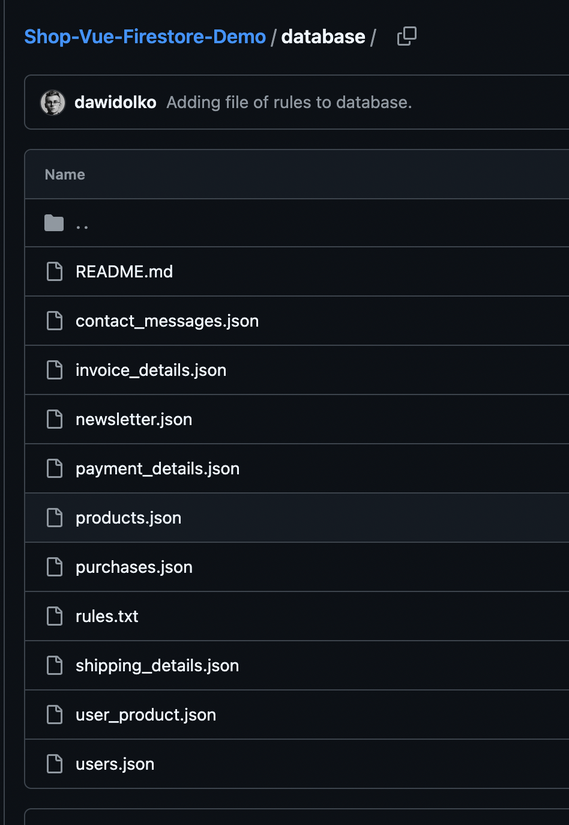 Shop-Vue-Firestore-Demo / database /
dawidolko Adding file of rules to database.
Name
..
README.md
contact_messages.json
invoice_details.json
newsletter.json
payment_details.json
products.json
purchases.json
rules.txt
shipping_details.json
user_product.json
users.json